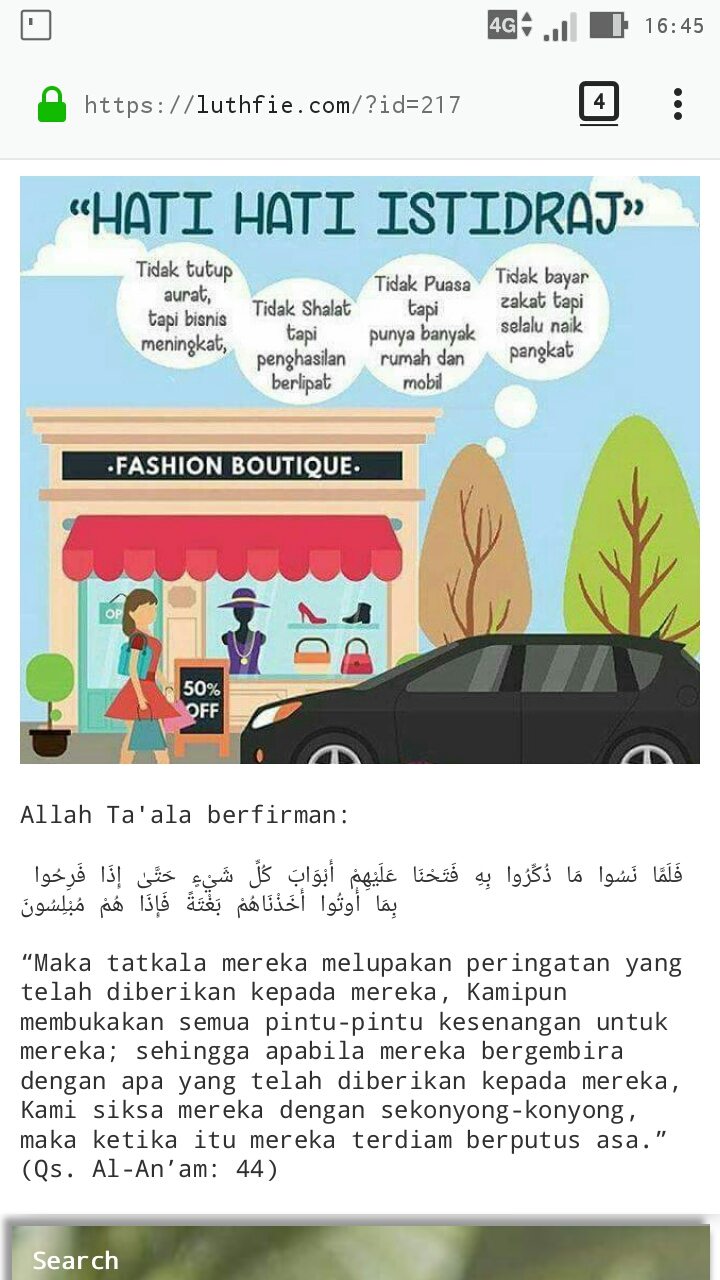 4G 16:45
https://luthfie.com/?id=217 4
“HATI HATI ISTIDRAJ”
Tidak tutup
aurat,
tapi bisnis
meningkat,
Tidak Shalat
tapi
penghasilan
berlipat
Tidak Puasa
tapi
punya banyak
rumah dan
mobil
Tidak bayar
zakat tapi
selalu naik
pangkat
·FASHION BOUTIQUE·
OP
50%
OFF
Allah Ta'ala berfirman:
فَلَمَّا نَسُوا مَا ذُكِّرُوا بِهِ فَتَحْنَا عَلَيْهِمْ أَبْوَابَ كُلِّ شَيْءٍ حَتَّىٰ إِذَا فَرِحُوا
بِمَا أُوتُوا أَخَذْنَاهُمْ بَغْتَةً فَإِذَا هُمْ مُبْلِسُونَ
“Maka tatkala mereka melupakan peringatan yang
telah diberikan kepada mereka, Kamipun
membukakan semua pintu-pintu kesenangan untuk
mereka; sehingga apabila mereka bergembira
dengan apa yang telah diberikan kepada mereka,
Kami siksa mereka dengan sekonyong-konyong,
maka ketika itu mereka terdiam berputus asa.”
(Qs. Al-An’am: 44)
Search